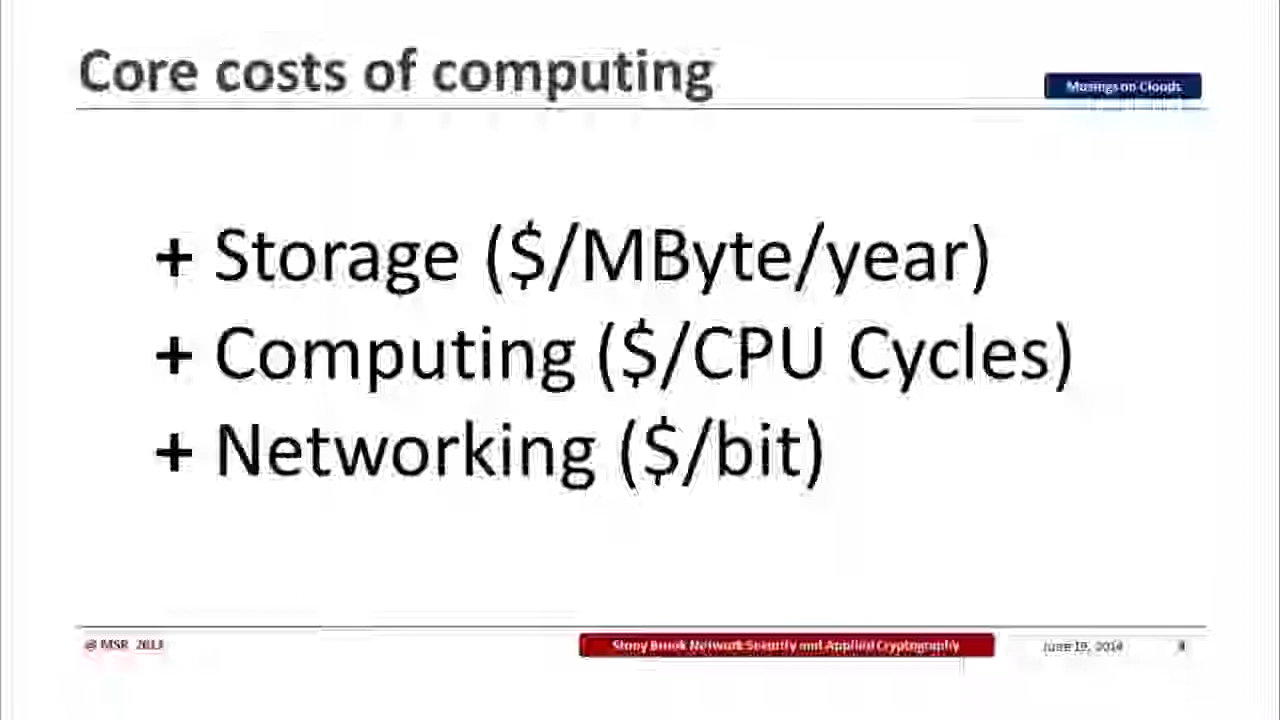 Core costs of computing
Musings on Clouds
+ Storage ($/MByte/year)
+ Computing ($/CPU Cycles)
+ Networking ($/bit)
@ MSR
Stony Brook Network Security and Applied Cryptography
June 19, 2014